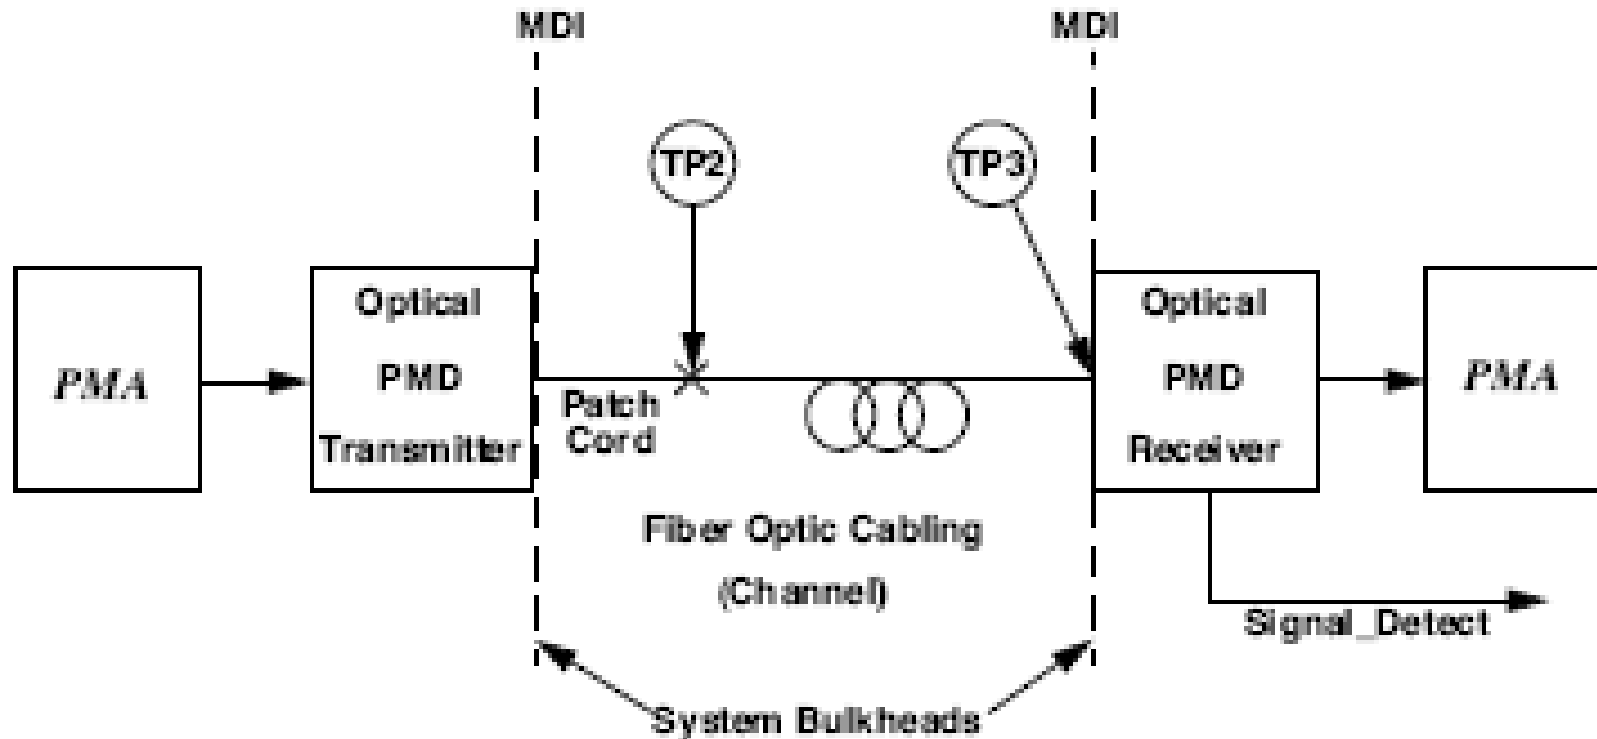 MDI
MDI
TP2
TP3
PMA
Optical
PMD
Transmitter
Patch
Cord
Optical
PMD
Receiver
PMA
Fiber Optic Cabling
(Channel)
Signal_Detect
System Bulkheads